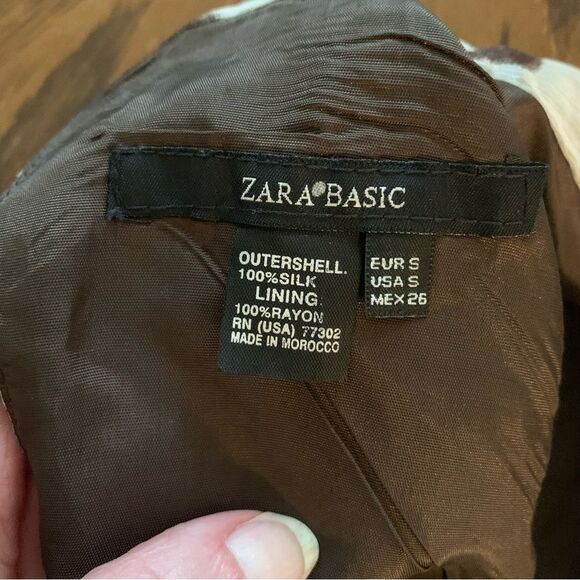 ZARA BASIC
OUTERSHELL.
100%SILK
LINING
100%RAYON
RN (USA) 77302
MADE IN MOROCCO
EUR S
USA S
MEX 26